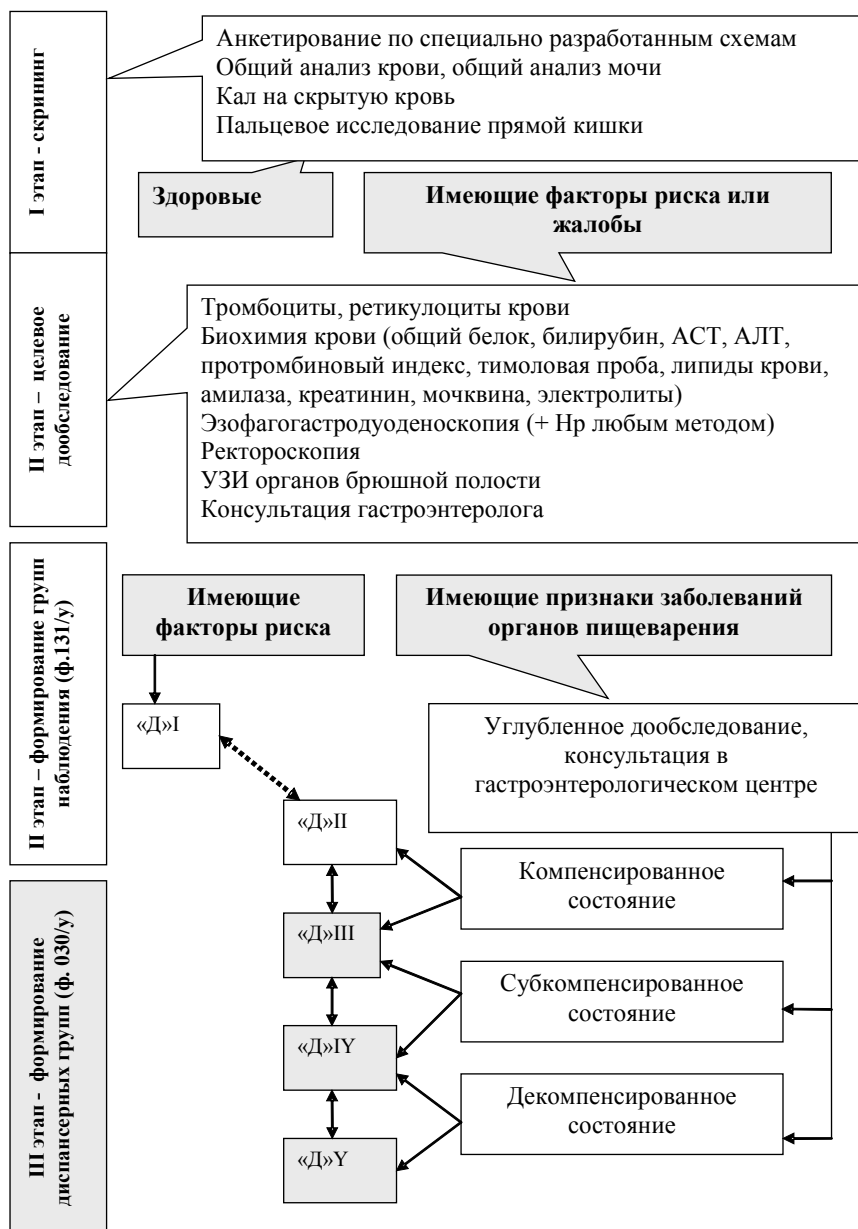 I этап - скрининг
Анкетирование по специально разработанным схемам
Общий анализ крови, общий анализ мочи
Кал на скрытую кровь
Пальцевое исследование прямой кишки
Здоровые
Имеющие факторы риска или
жалобы
II этап – целевое
дообследование
Тромбоциты, ретикулоциты крови
Биохимия крови (общий белок, билирубин, АСТ, АЛТ,
протромбиновый индекс, тимоловая проба, липиды крови,
амилаза, креатинин, мочквина, электролиты)
Эзофагогастродуоденоскопия (+ Нр любым методом)
Ректороскопия
УЗИ органов брюшной полости
Консультация гастроэнтеролога
II этап – формирование групп
наблюдения (ф.131/у)
Имеющие
факторы риска
Имеющие признаки заболеваний
органов пищеварения
«Д»I
Углубленное дообследование,
консультация в
гастроэнтерологическом центре
«Д»II
III этап - формирование
диспансерных групп (ф. 030/у)
Компенсированное
состояние
«Д»III
Субкомпенсированное
состояние
«Д»IY
Декомпенсированное
состояние
«Д»Y